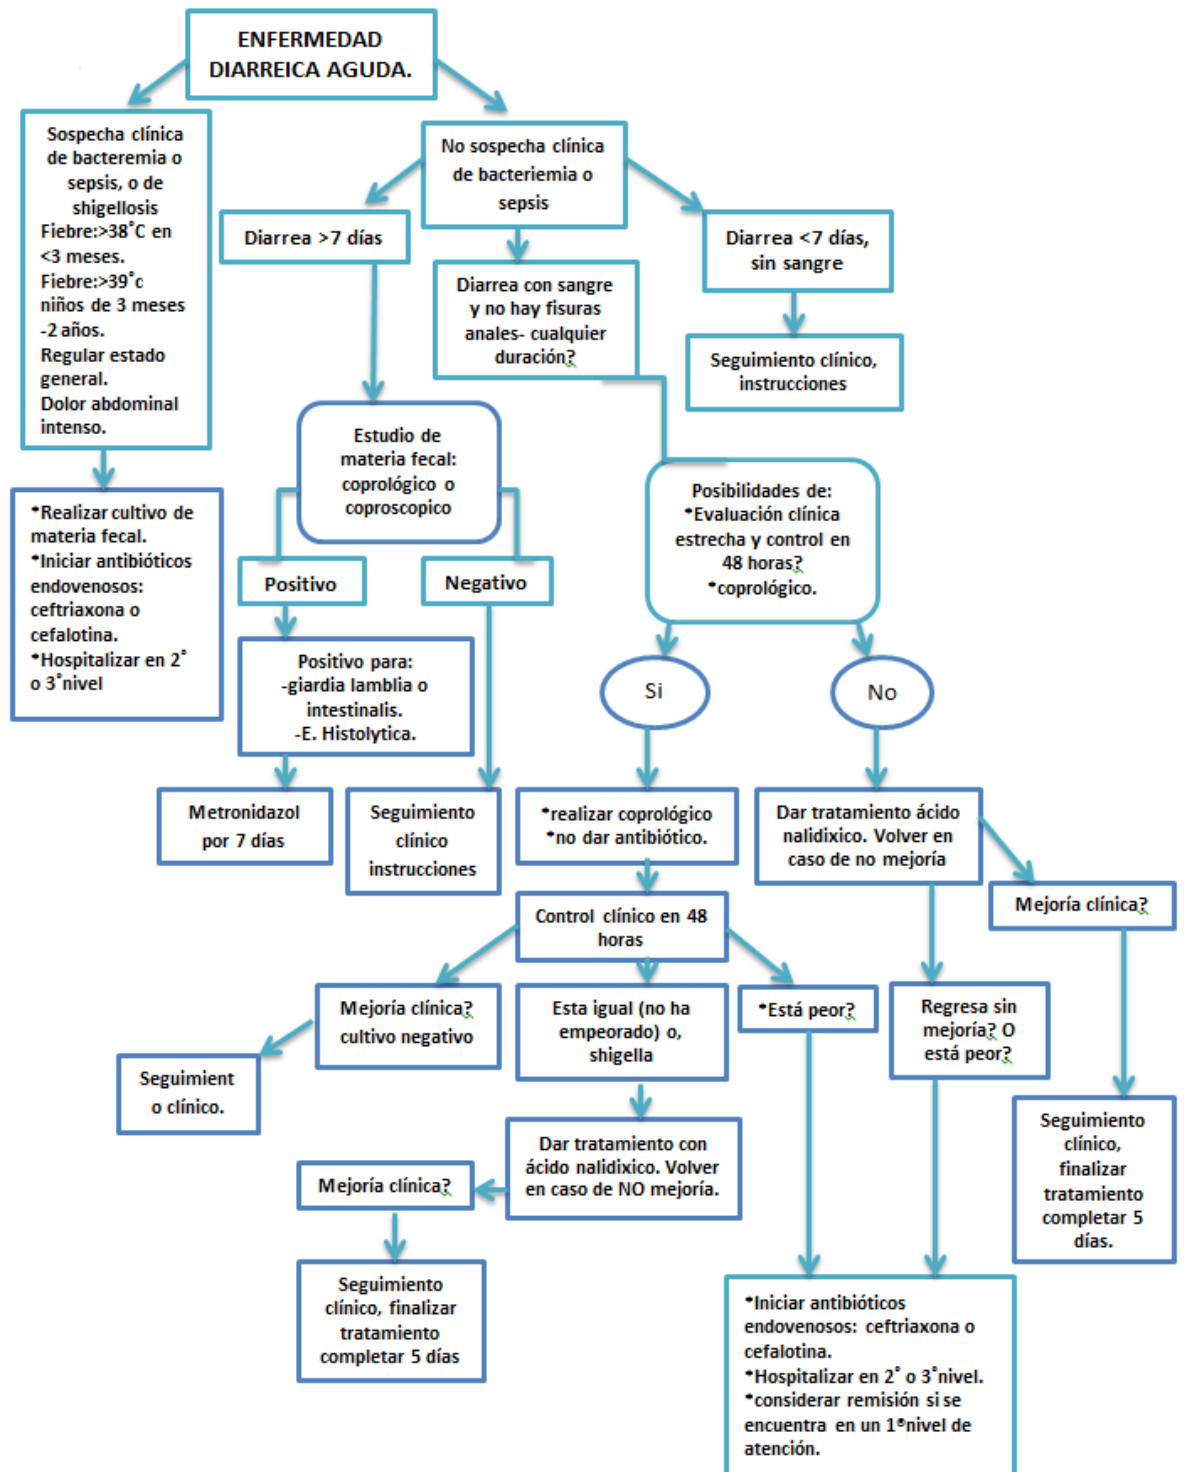 ENFERMEDAD
DIARREICA AGUDA.
Sospecha clínica
de bacteremia o
sepsis, o de
shigellosis
Fiebre:>38°C en
<3 meses.
Fiebre:>39°c
niños de 3 meses
-2 años.
Regular estado
general.
Dolor abdominal
intenso.
No sospecha clínica
de bacteriemia o
sepsis
Diarrea >7 días
Diarrea con sangre
y no hay fisuras
anales- cualquier
duración?
Diarrea <7 días,
sin sangre
Seguimiento clínico,
instrucciones
*Realizar cultivo de
materia fecal.
*Iniciar antibióticos
endovenosos:
ceftriaxona o
cefalotina.
*Hospitalizar en 2°
o 3°nivel
Estudio de
materia fecal:
coprológico o
coproscopico
Posibilidades de:
*Evaluación clínica
estrecha y control en
48 horas?
*coprológico.
Positivo
Negativo
Positivo para:
-giardia lamblia o
intestinalis.
-E. Histolytica.
Si
No
Metronidazol
por 7 días
Seguimiento
clínico
instrucciones
*realizar coprológico
*no dar antibiótico.
Dar tratamiento ácido
nalidixico. Volver en
caso de no mejoría
Mejoría clínica?
Control clínico en 48
horas
Mejoría clínica?
cultivo negativo
Esta igual (no ha
empeorado) o,
shigella
*Está peor?
Regresa sin
mejoría? O
está peor?
Seguimient
o clínico.
Dar tratamiento con
ácido nalidixico. Volver
en caso de NO mejoría.
Mejoría clínica?
Seguimiento
clínico,
finalizar
tratamiento
completar 5
días.
Seguimiento
clínico, finalizar
tratamiento
completar 5 días
*Iniciar antibióticos
endovenosos: ceftriaxona o
cefalotina.
*Hospitalizar en 2° o 3°nivel.
*considerar remisión si se
encuentra en un 1°nivel de
atención.